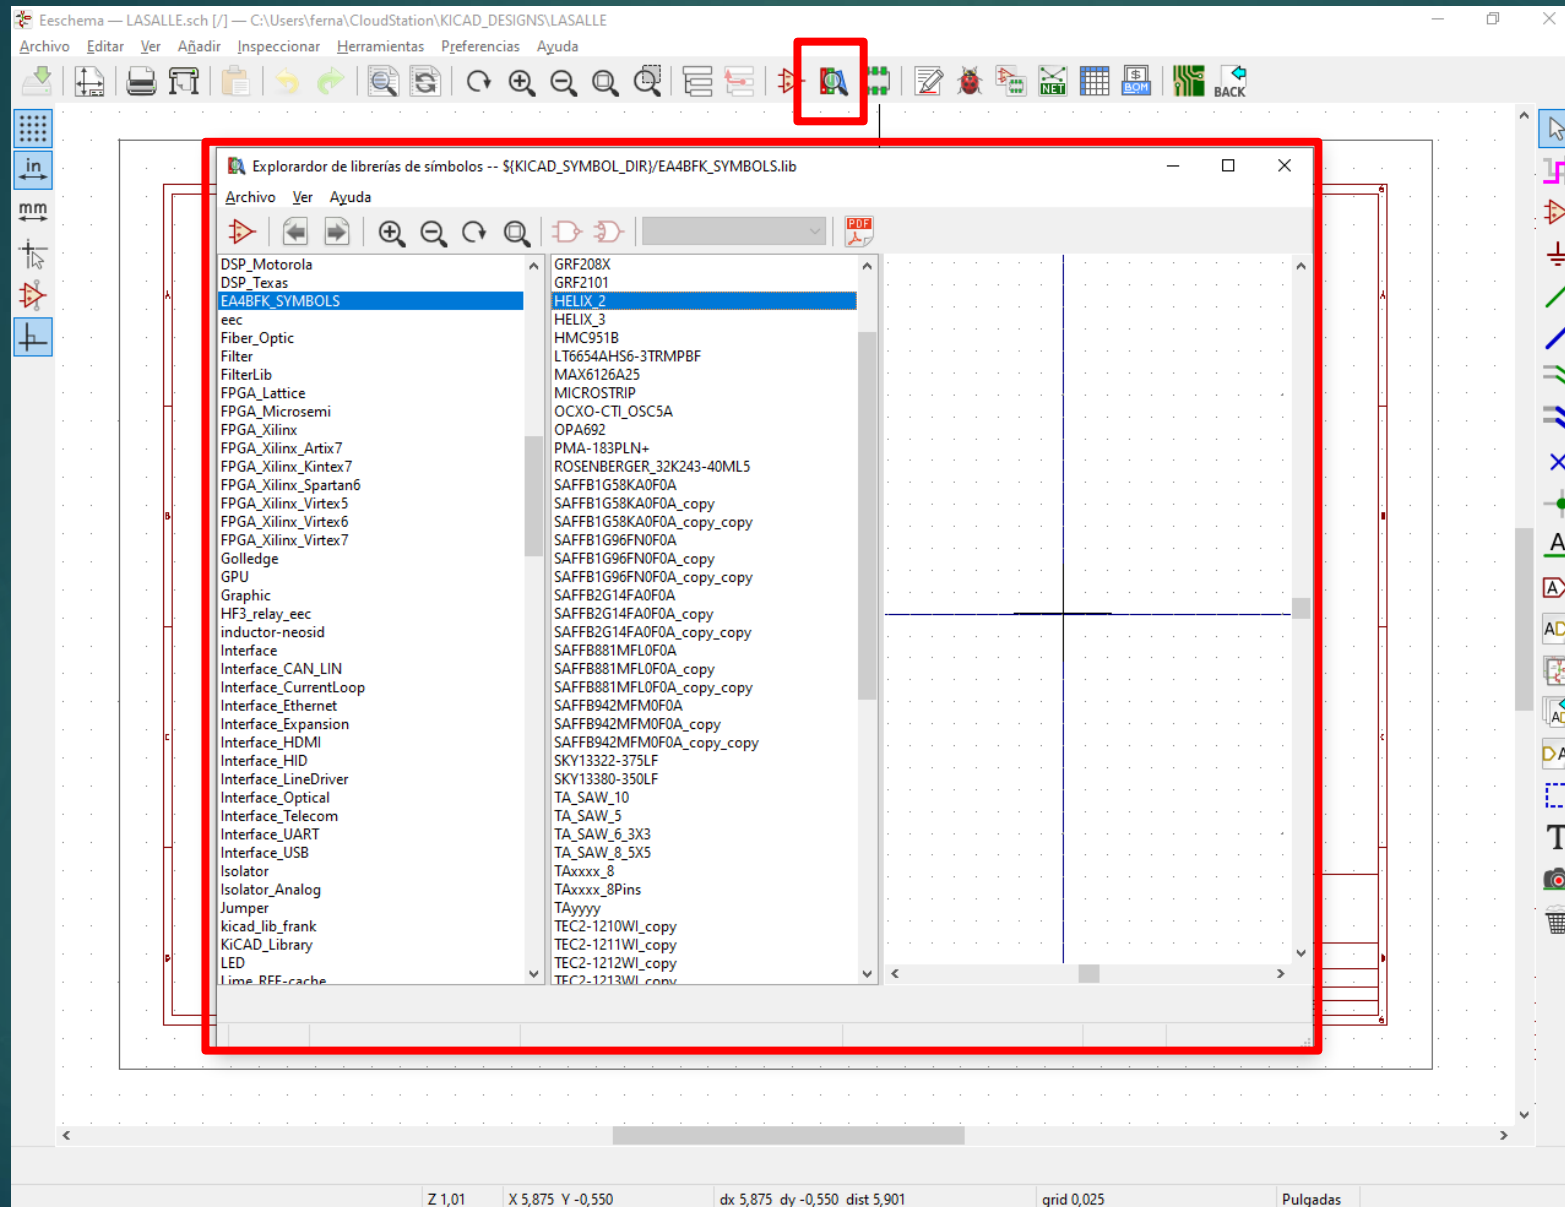 Eeschema — LASALLE.sch [/] — C:\Users\ferna\CloudStation\KICAD_DESIGNS\LASALLE
Archivo Editar Ver Añadir Inspeccionar Herramientas Preferencias Ayuda
NET
BOM
BACK
in
mm
Explorardor de librerías de símbolos -- ${KICAD_SYMBOL_DIR}/EA4BFK_SYMBOLS.lib
Archivo Ver Ayuda
PDF
DSP_Motorola
DSP_Texas
EA4BFK_SYMBOLS
eec
Fiber_Optic
Filter
FilterLib
FPGA_Lattice
FPGA_Microsemi
FPGA_Xilinx
FPGA_Xilinx_Artix7
FPGA_Xilinx_Kintex7
FPGA_Xilinx_Spartan6
FPGA_Xilinx_Virtex5
FPGA_Xilinx_Virtex6
FPGA_Xilinx_Virtex7
Golledge
GPU
Graphic
HF3_relay_eec
inductor-neosid
Interface
Interface_CAN_LIN
Interface_CurrentLoop
Interface_Ethernet
Interface_Expansion
Interface_HDMI
Interface_HID
Interface_LineDriver
Interface_Optical
Interface_Telecom
Interface_UART
Interface_USB
Isolator
Isolator_Analog
Jumper
kicad_lib_frank
KiCAD_Library
LED
Lime_RFE-cache
GRF208X
GRF2101
HELIX_2
HELIX_3
HMC951B
LT6654AHS6-3TRMPBF
MAX6126A25
MICROSTRIP
OCXO-CTI_OSC5A
OPA692
PMA-183PLN+
ROSENBERGER_32K243-40ML5
SAFFB1G58KA0F0A
SAFFB1G58KA0F0A_copy
SAFFB1G58KA0F0A_copy_copy
SAFFB1G96FN0F0A
SAFFB1G96FN0F0A_copy
SAFFB1G96FN0F0A_copy_copy
SAFFB2G14FA0F0A
SAFFB2G14FA0F0A_copy
SAFFB2G14FA0F0A_copy_copy
SAFFB881MFL0F0A
SAFFB881MFL0F0A_copy
SAFFB881MFL0F0A_copy_copy
SAFFB942MFM0F0A
SAFFB942MFM0F0A_copy
SAFFB942MFM0F0A_copy_copy
SKY13322-375LF
SKY13380-350LF
TA_SAW_10
TA_SAW_5
TA_SAW_6_3X3
TA_SAW_8_5X5
TAxxxx_8
TAxxxx_8Pins
TAyyyy
TEC2-1210WI_copy
TEC2-1211WI_copy
TEC2-1212WI_copy
TEC2-1213WI_copy
A
A
B
C
A
A
T
Z 1,01 X 5,875 Y -0,550 dx 5,875 dy -0,550 dist 5,901 grid 0,025 Pulgadas